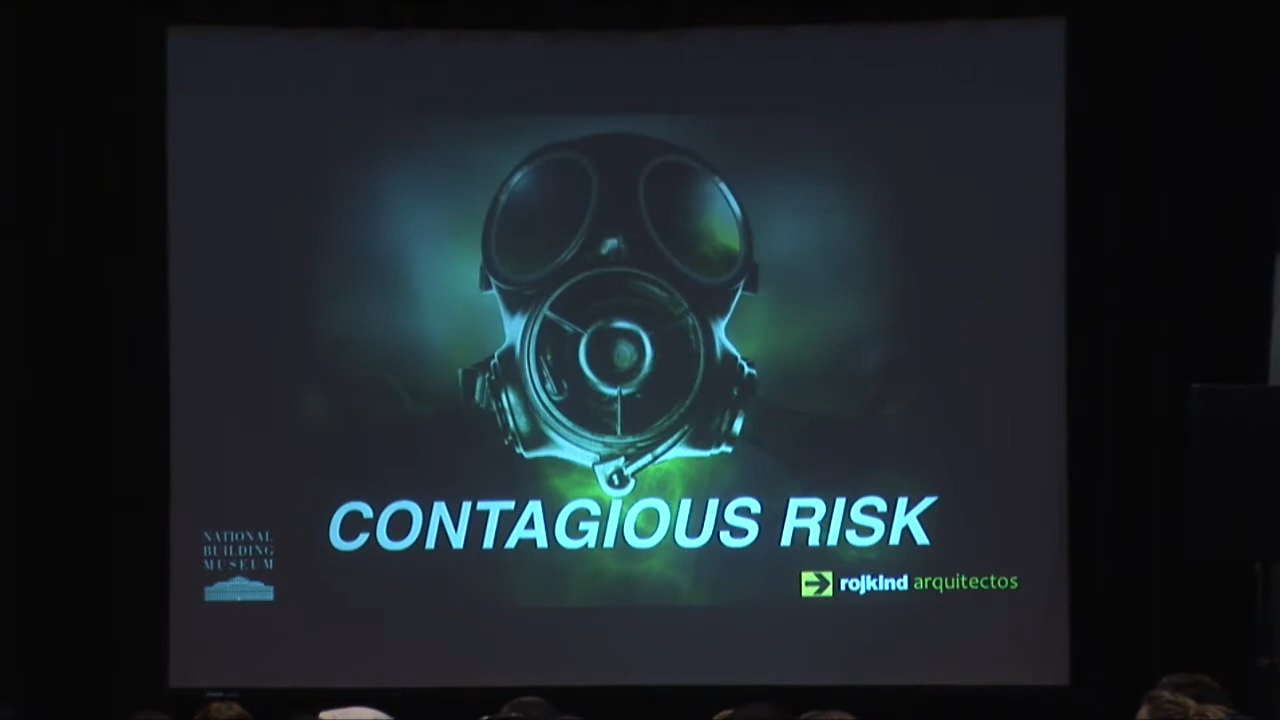 CONTAGIOUS RISK
NATIONAL
BUILDING
MUSEUM
rojkind arquitectos